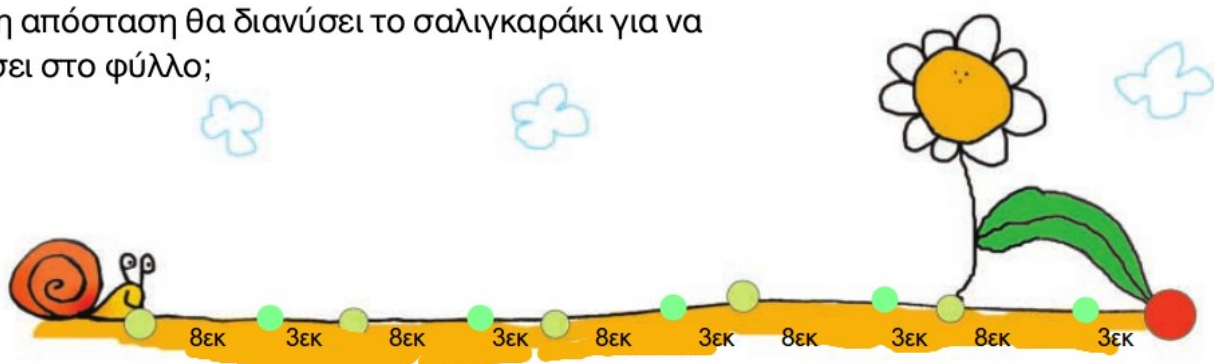 η απόσταση θα διανύσει το σαλιγκαράκι για να
σει στο φύλλο;
8εκ 3εκ 8εκ 3εκ 8εκ 3εκ 8εκ 3εκ 8εκ 3εκ